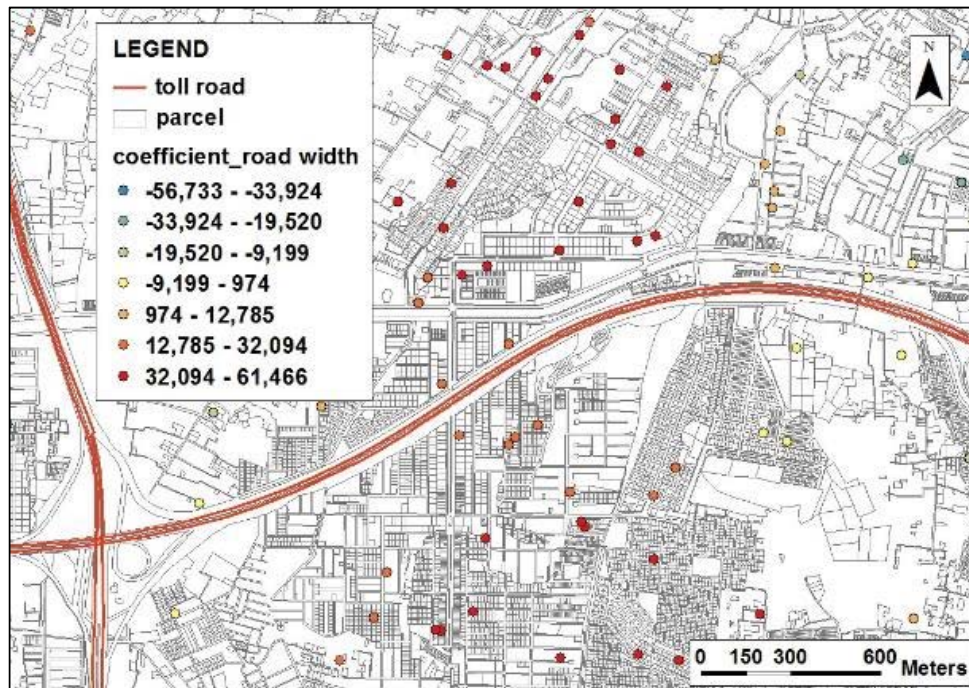 LEGEND
toll road
parcel
coefficient_road width
-56,733 - -33,924
-33,924 - -19,520
-19,520 - -9,199
-9,199 - 974
974 - 12,785
12,785 - 32,094
32,094 - 61,466
N
0 150 300 600 Meters